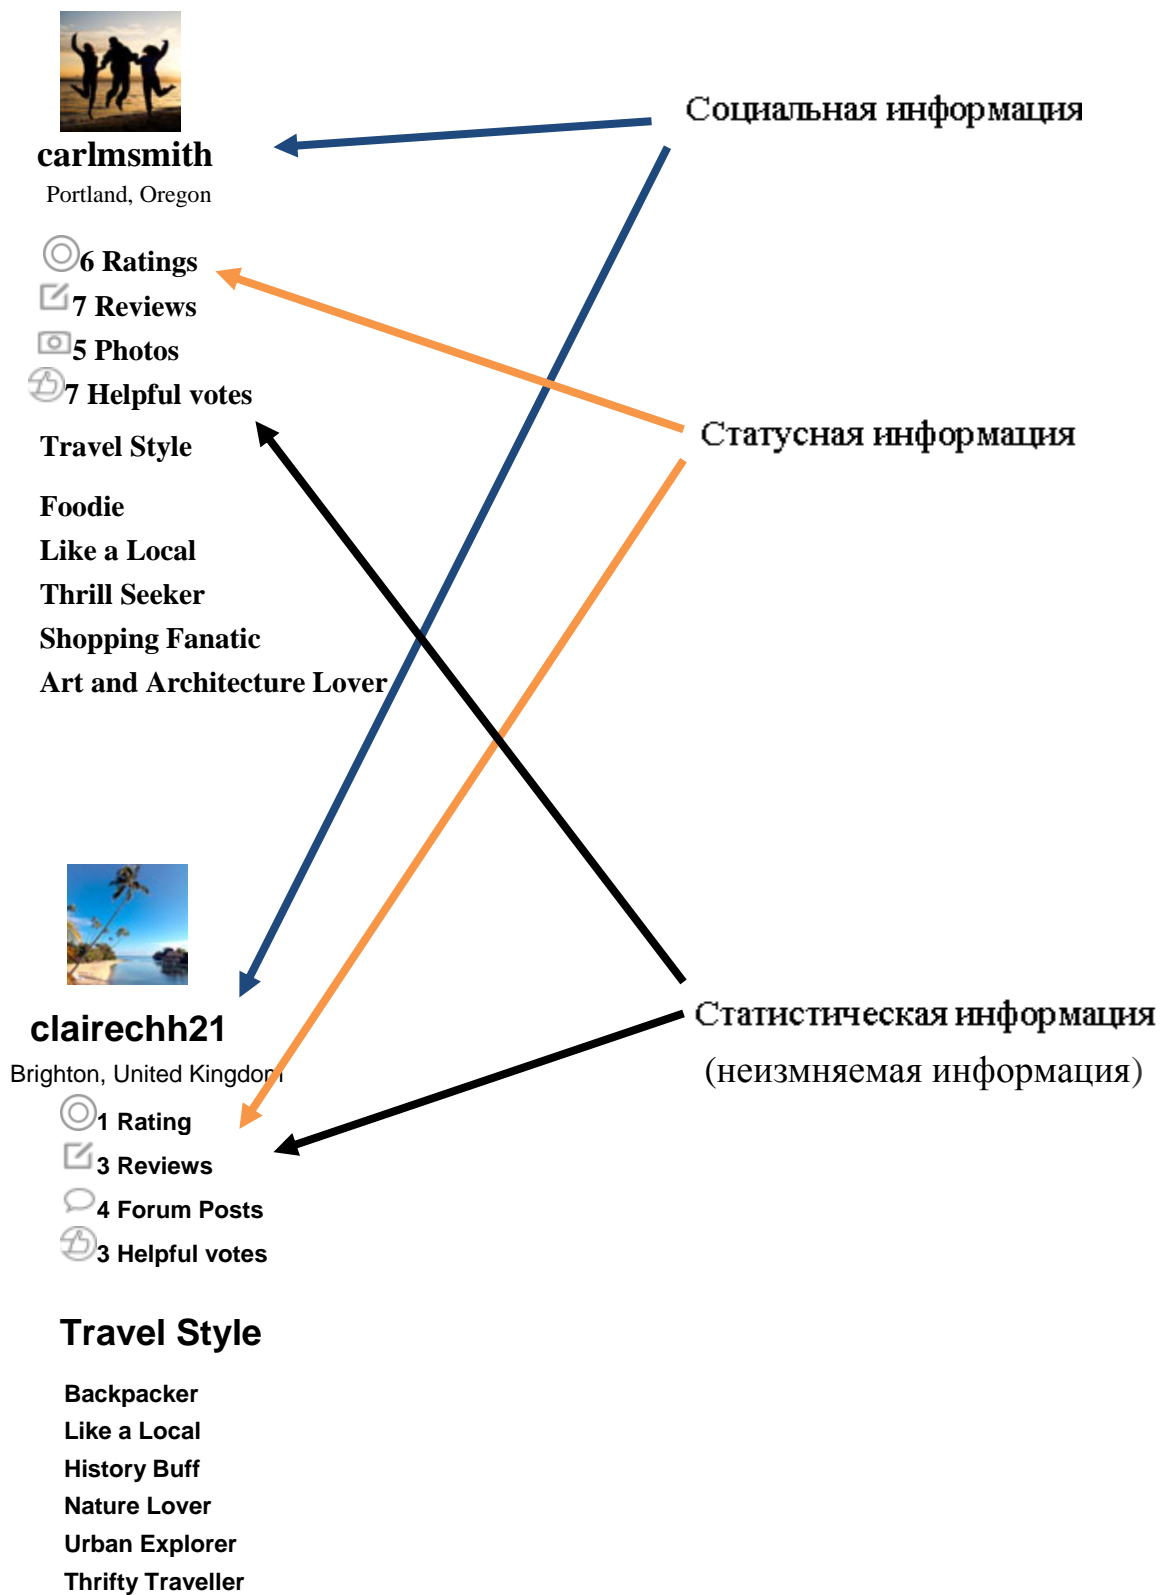 Социальная информация
carlmsmith
Portland, Oregon
6 Ratings
7 Reviews
5 Photos
7 Helpful votes
Статусная информация
Travel Style
Foodie
Like a Local
Thrill Seeker
Shopping Fanatic
Art and Architecture Lover
clairechh21
Статистическая информация
Brighton, United Kingdom
(неизмняемая информация)
1 Rating
3 Reviews
4 Forum Posts
3 Helpful votes
Travel Style
Backpacker
Like a Local
History Buff
Nature Lover
Urban Explorer
Thrifty Traveller